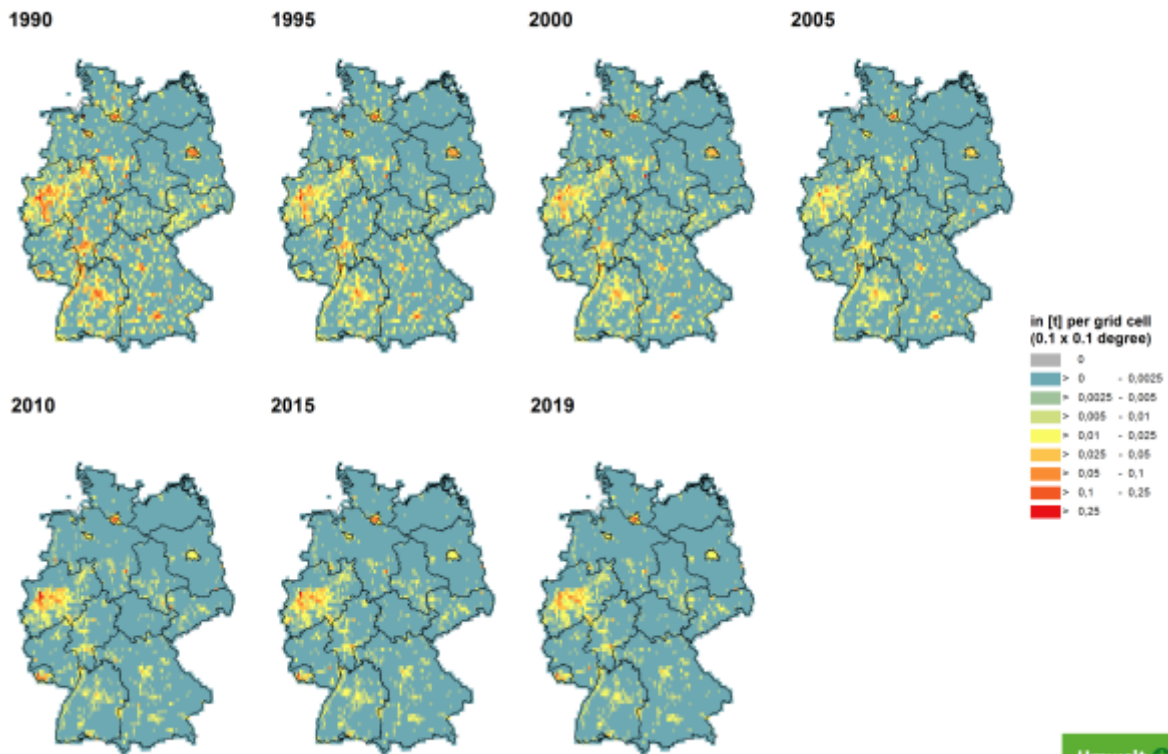 1990
1995
2000
2005
in [t] per grid cell
(0.1 x 0.1 degree)
0
> 0 - 0,0025
> 0,0025 - 0,005
> 0,005 - 0,01
> 0,01 - 0,025
> 0,025 - 0,05
> 0,05 - 0,1
> 0,1 - 0,25
> 0,25
2010
2015
2019